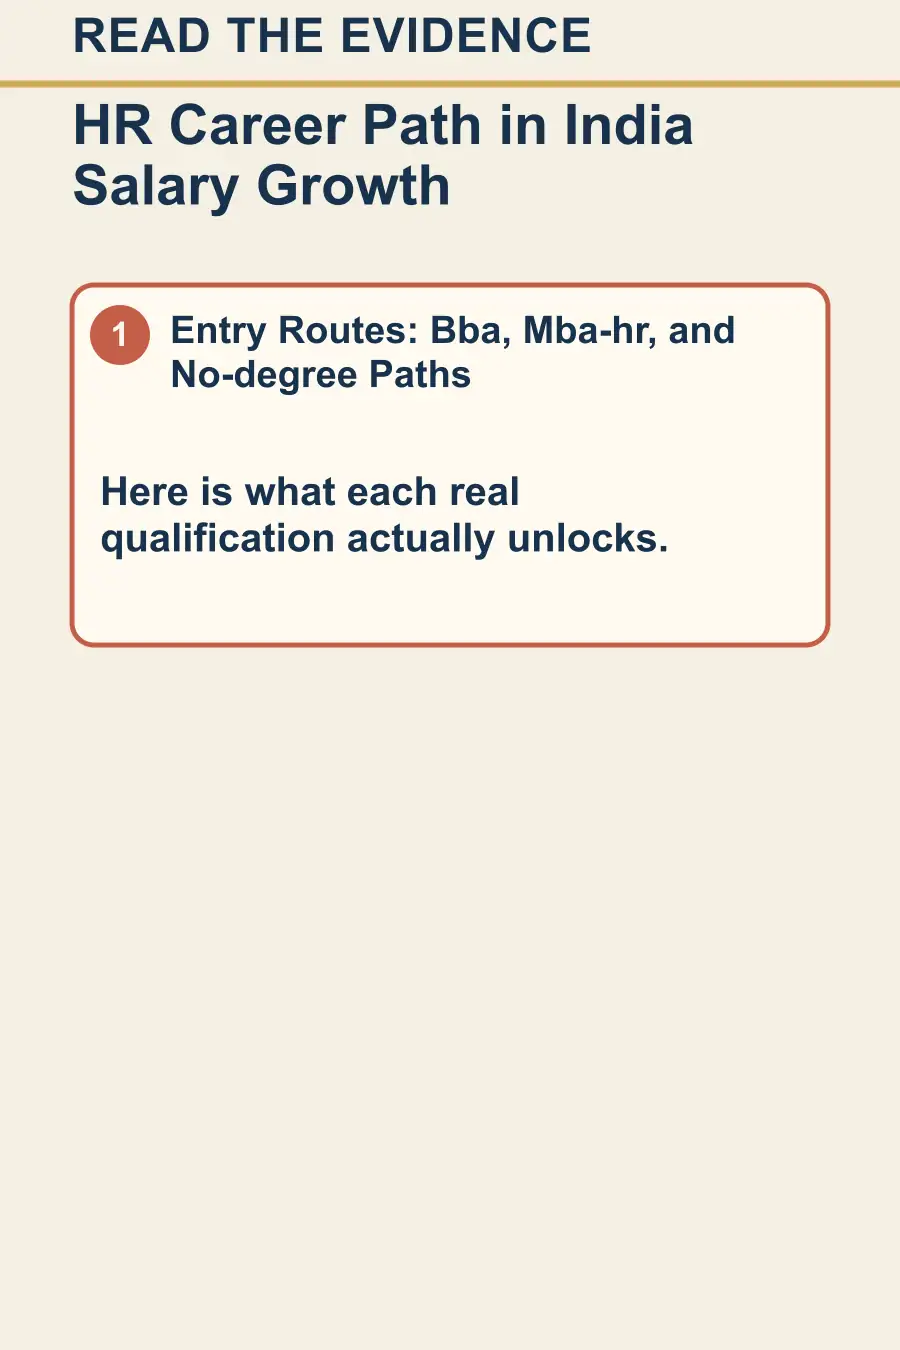 READ THE EVIDENCE
HR Career Path in India
Salary Growth
1
Entry Routes: Bba, Mba-hr, and
No-degree Paths
Here is what each real
qualification actually unlocks.